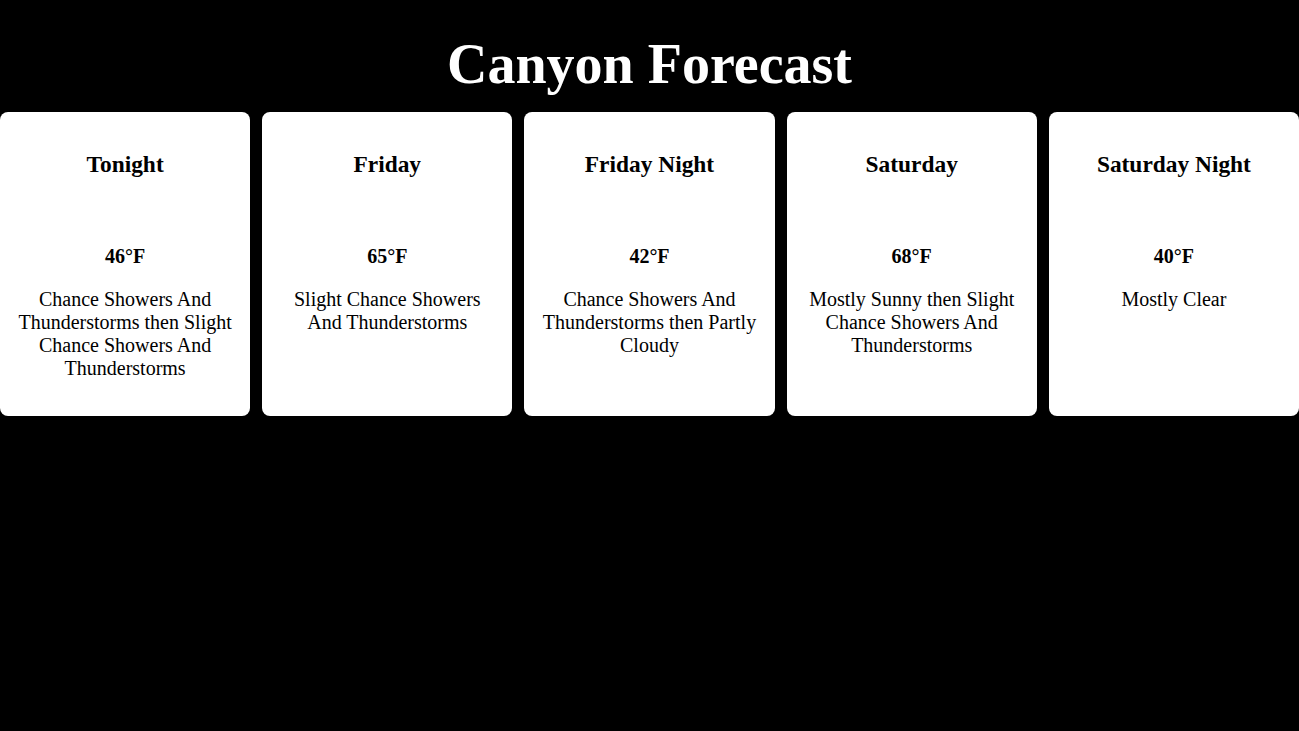 Canyon Forecast
Tonight
46°F
Chance Showers And
Thunderstorms then Slight
Chance Showers And
Thunderstorms
Friday
65°F
Slight Chance Showers
And Thunderstorms
Friday Night
42°F
Chance Showers And
Thunderstorms then Partly
Cloudy
Saturday
68°F
Mostly Sunny then Slight
Chance Showers And
Thunderstorms
Saturday Night
40°F
Mostly Clear